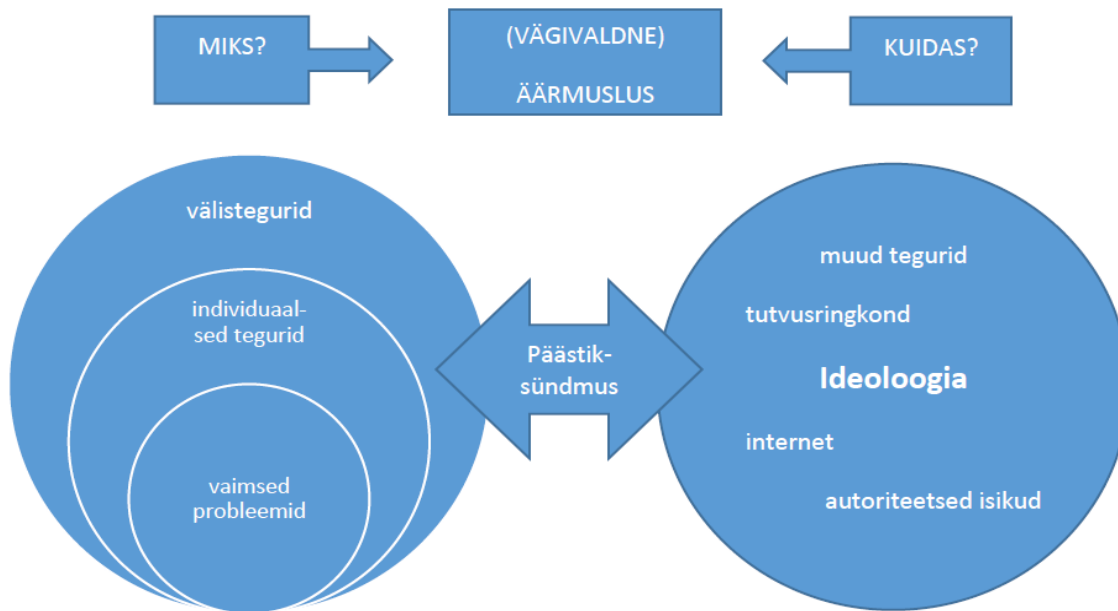 MIKS?
(VÄGIVALDNE)
ÄÄRMUSLUS
KUIDAS?
välistegurid
individuaal-
sed tegurid
vaimsed
probleemid
Päästik-
sündmus
muud tegurid
tutvusringkond
Ideoloogia
internet
autoriteetsed isikud